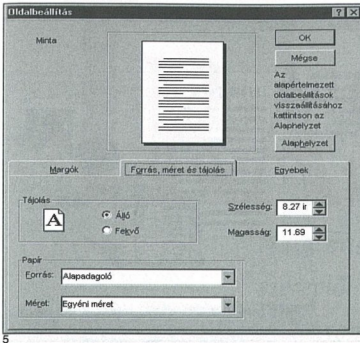 Oldalbeállítás
Minta
OK
Mégse
Az
alapértelmezett
oldalbeállítások
visszaállításához
kattintson az
Alaphelyzet
Alaphelyzet
Margók
Forrás, méret és tájolás
Egyebek
Tájolás
A
Álló
Fekvő
Szélesség: 8.27 ir
Magasság: 11.69
Papír
Forrás: Alapadagoló
Méret: Egyéni méret
5